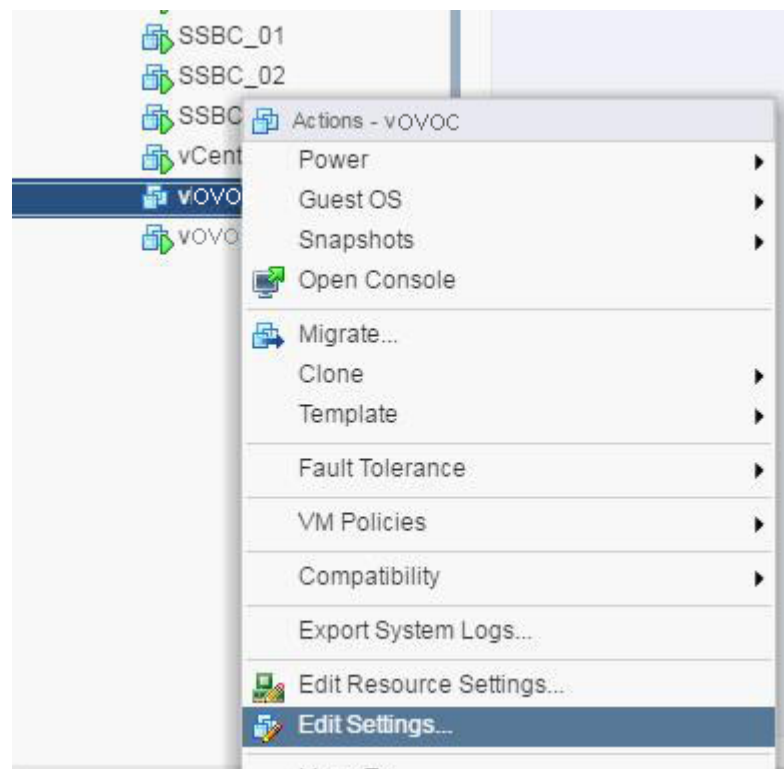 SSBC_01
SSBC_02
SSBC
vCent
vOVO
vOVO
Actions - vOVOC
Power
Guest OS
Snapshots
Open Console
Migrate...
Clone
Template
Fault Tolerance
VM Policies
Compatibility
Export System Logs...
Edit Resource Settings...
Edit Settings...